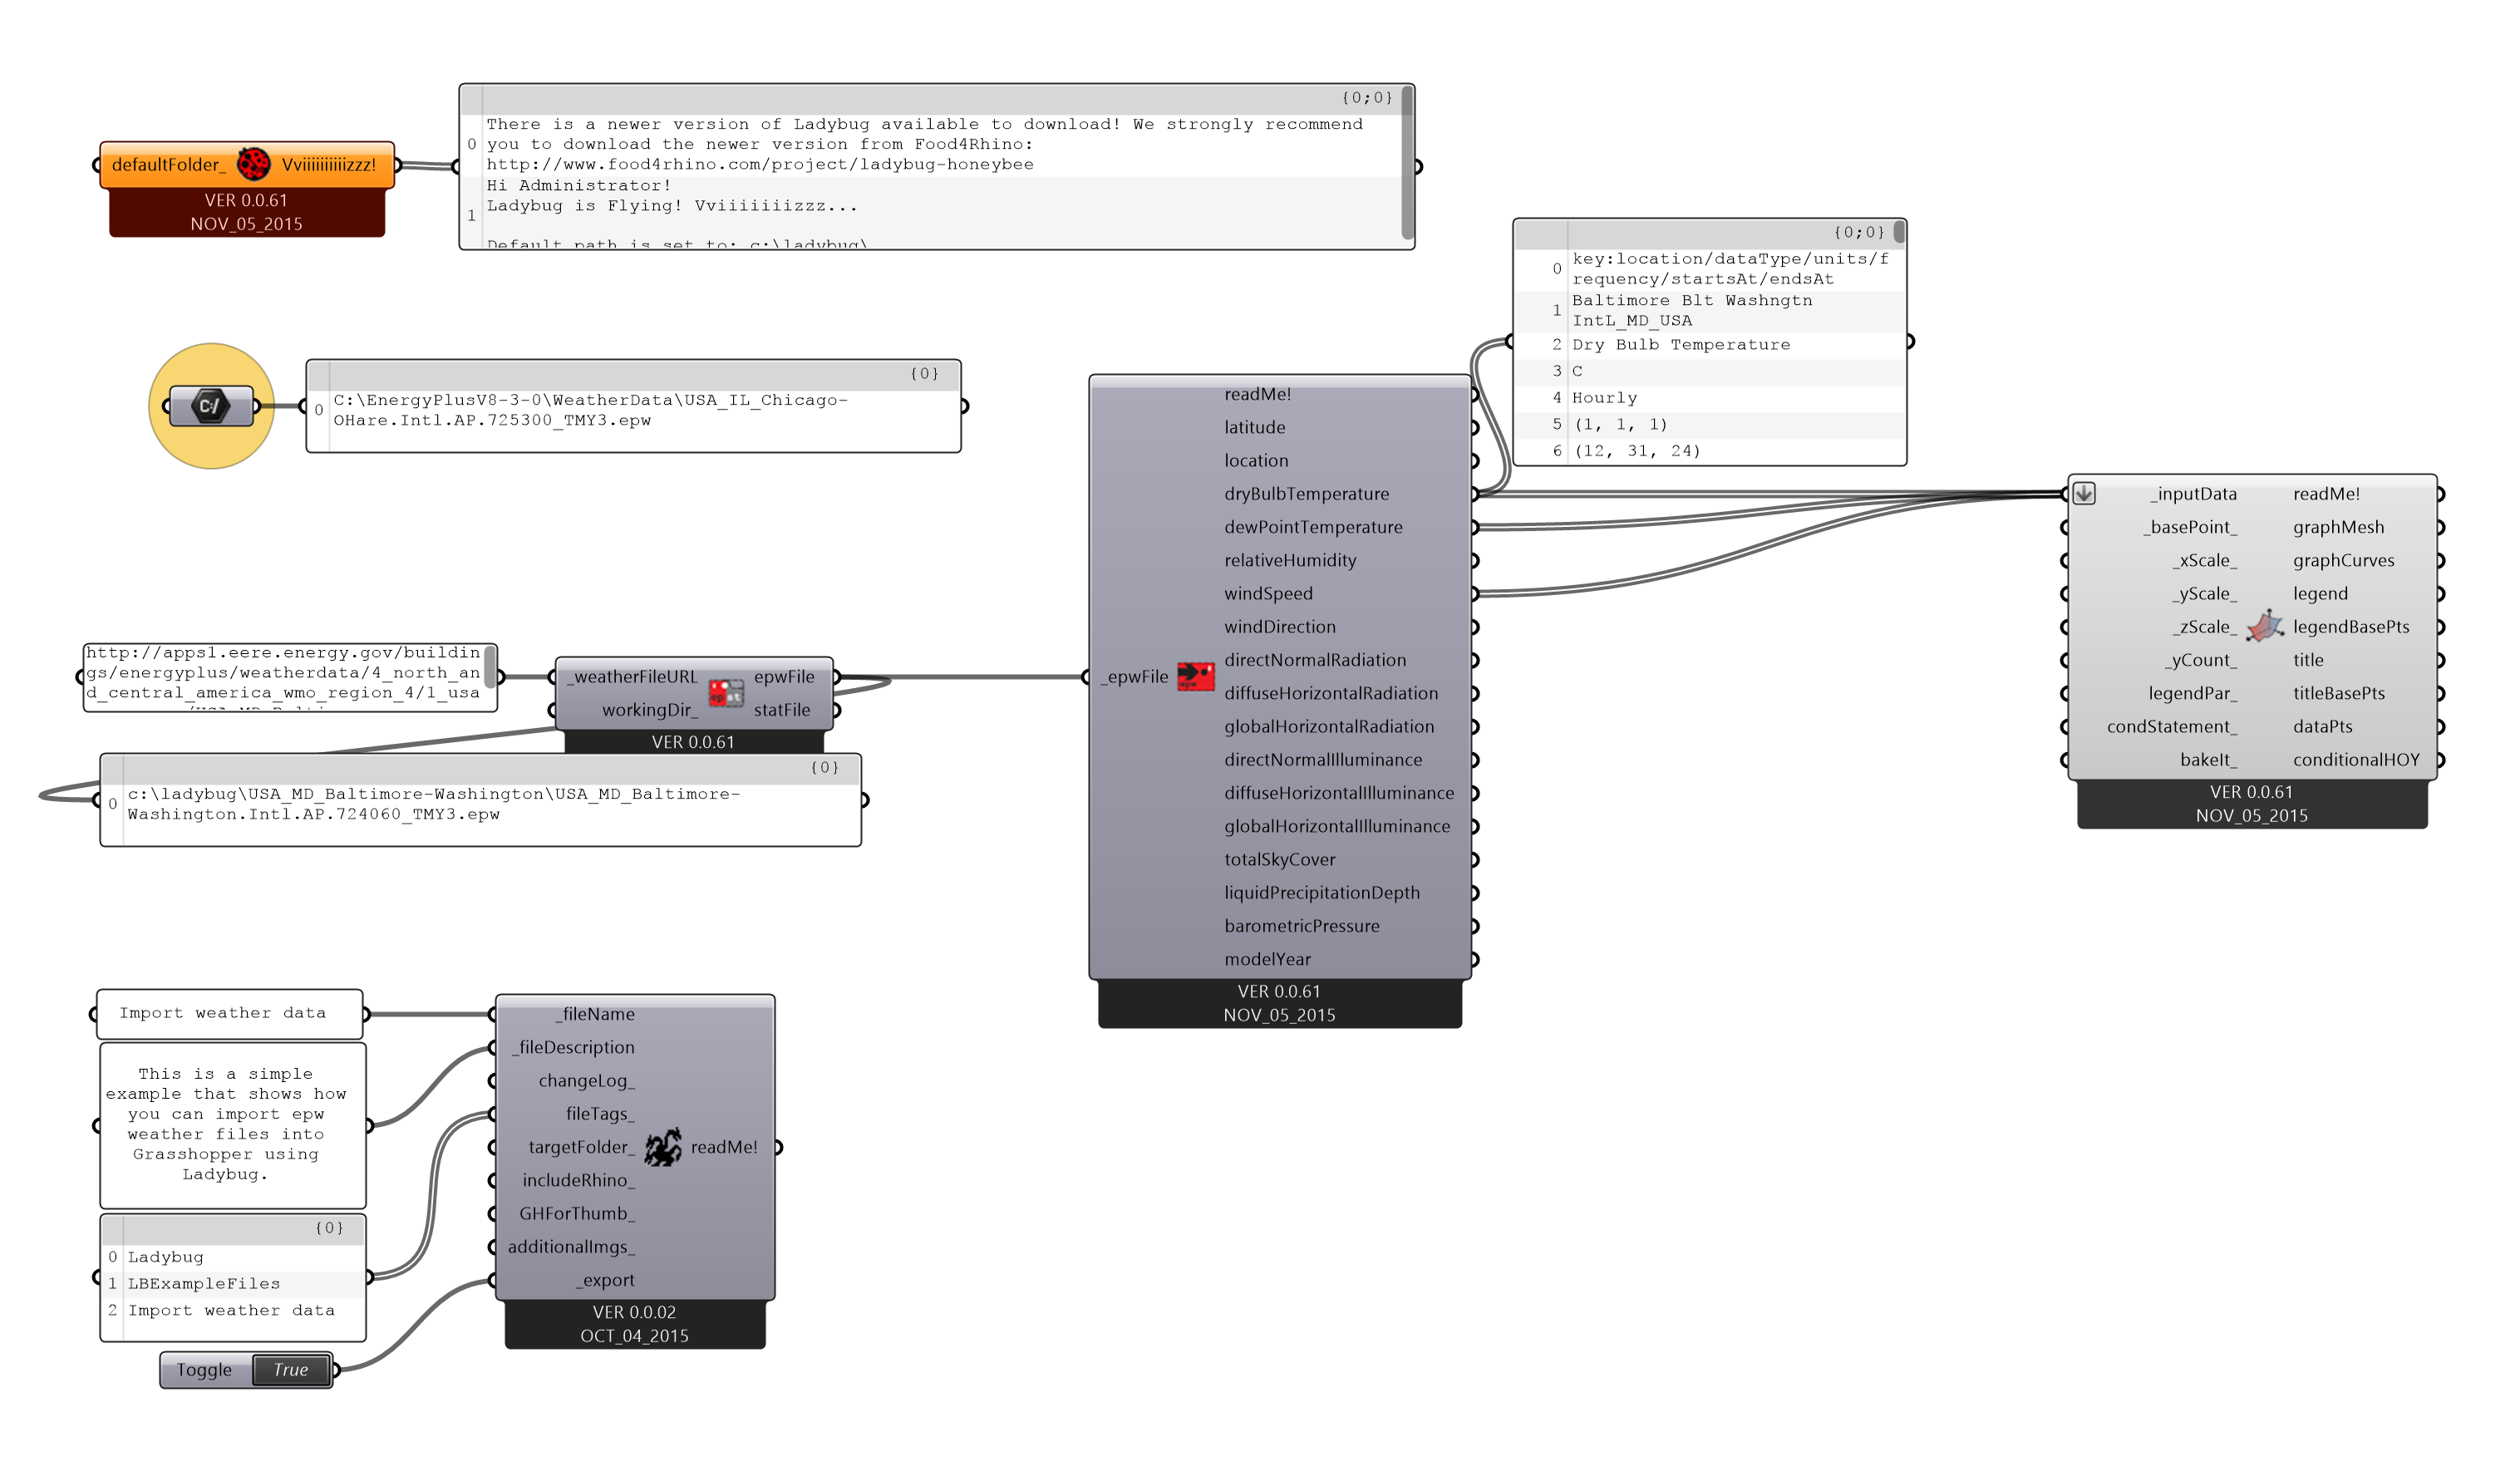 defaultFolder_
Vviiiiiiiiiizzz!
VER 0.0.61
NOV_05_2015
{0;0}
0
There is a newer version of Ladybug available to download! We strongly recommend
you to download the newer version from Food4Rhino:
http://www.food4rhino.com/project/ladybug-honeybee
1
Hi Administrator!
Ladybug is Flying! Vviiiiiiizzz...
Default path is set to: c:\ladybug\
{0;0}
0
key:location/dataType/units/f
requency/startsAt/endsAt
1
Baltimore Blt Washngtn
IntL_MD_USA
2 Dry Bulb Temperature
3 C
4 Hourly
5 (1, 1, 1)
6 (12, 31, 24)
C:/
{0}
0
C:\EnergyPlusV8-3-0\WeatherData\USA_IL_Chicago-
OHare.Intl.AP.725300_TMY3.epw
http://apps1.eere.energy.gov/buildin
gs/energyplus/weatherdata/4_north_an
d_central_america_wmo_region_4/1_usa
_weatherFileURL
workingDir_
epwFile
statFile
VER 0.0.61
{0}
0
c:\ladybug\USA_MD_Baltimore-Washington\USA_MD_Baltimore-
Washington.Intl.AP.724060_TMY3.epw
_epwFile
epw
readMe!
latitude
location
dryBulbTemperature
dewPointTemperature
relativeHumidity
windSpeed
windDirection
directNormalRadiation
diffuseHorizontalRadiation
globalHorizontalRadiation
directNormalIlluminance
diffuseHorizontalIlluminance
globalHorizontalIlluminance
totalSkyCover
liquidPrecipitationDepth
barometricPressure
modelYear
VER 0.0.61
NOV_05_2015
_inputData
_basePoint_
_xScale_
_yScale_
_zScale_
_yCount_
legendPar_
condStatement_
bakeIt_
readMe!
graphMesh
graphCurves
legend
legendBasePts
title
titleBasePts
dataPts
conditionalHOY
VER 0.0.61
NOV_05_2015
Import weather data
This is a simple
example that shows how
you can import epw
weather files into
Grasshopper using
Ladybug.
{0}
0 Ladybug
1 LBExampleFiles
2 Import weather data
Toggle True
_fileName
_fileDescription
changeLog_
fileTags_
targetFolder_
includeRhino_
GHForThumb_
additionalImgs_
_export
readMe!
VER 0.0.02
OCT_04_2015